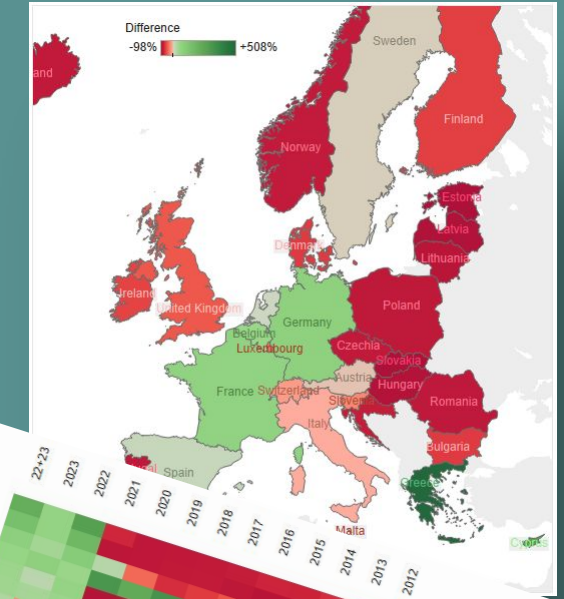 Difference
-98% +508%
Sweden
and
Finland
Norway
Estonia
Latvia
Denmark
Lithuania
Ireland
United Kingdom
Poland
Germany
Belgium
Luxembourg
Czechia
Slovakia
Austria
Hungary
France Switzerland
Slovenia
Romania
Italy
Bulgaria
Spain
Greece
Malta
Cyprus
22+23
2023
2022
2021
2020
2019
2018
2017
2016
2015
2014
2013
2012